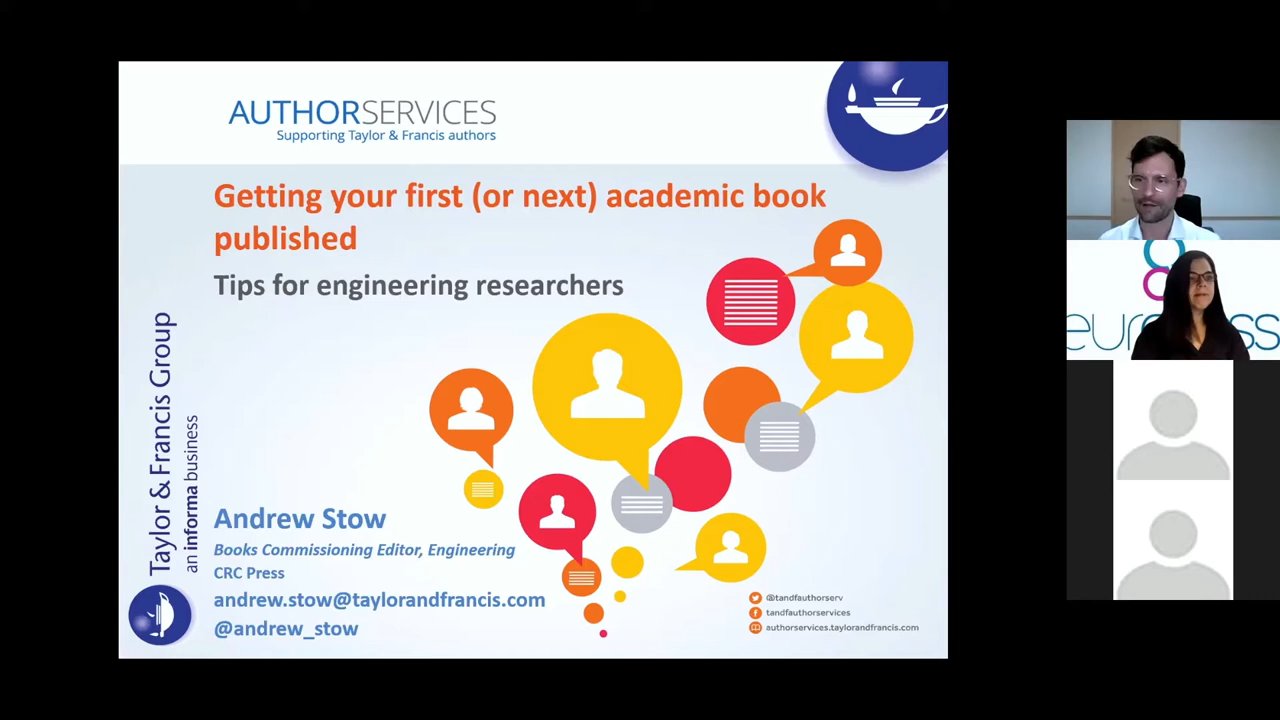 AUTHORSERVICES
Supporting Taylor & Francis authors
Getting your first (or next) academic book
published
Tips for engineering researchers
Taylor & Francis Group
an informa business
Andrew Stow
Books Commissioning Editor, Engineering
CRC Press
andrew.stow@taylorandfrancis.com
@andrew_stow
@tandfauthorserv
tandfauthorservices
authorservices.taylorandfrancis.com